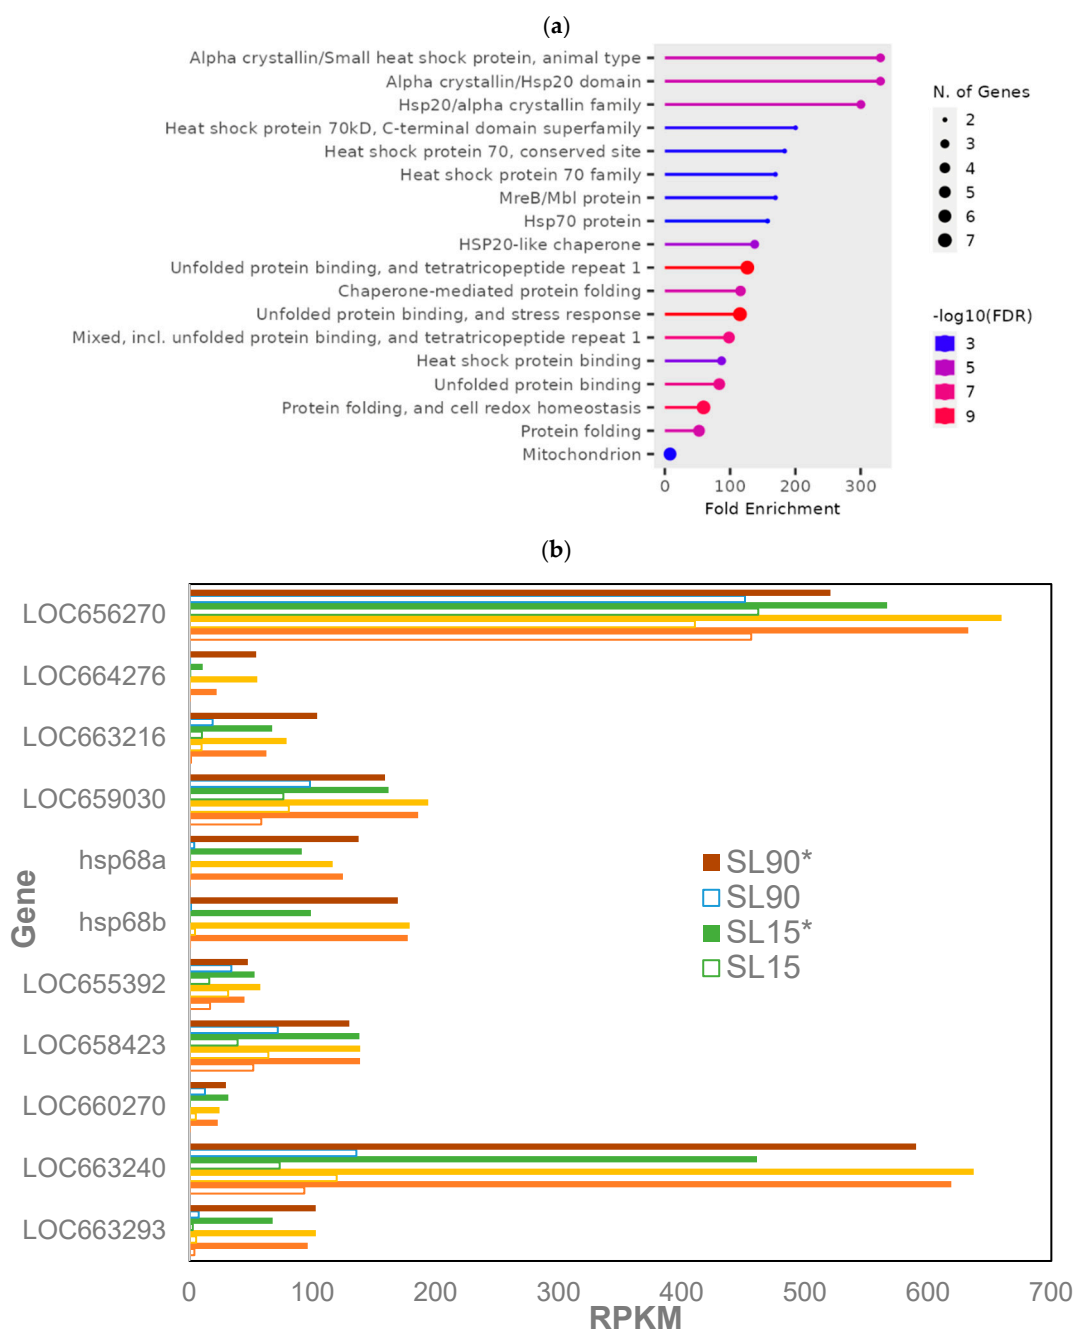 (a)
Alpha crystallin/Small heat shock protein, animal type
Alpha crystallin/Hsp20 domain
Hsp20/alpha crystallin family
Heat shock protein 70kD, C-terminal domain superfamily
Heat shock protein 70, conserved site
Heat shock protein 70 family
MreB/Mbl protein
Hsp70 protein
HSP20-like chaperone
Unfolded protein binding, and tetratricopeptide repeat 1
Chaperone-mediated protein folding
Unfolded protein binding, and stress response
Mixed, incl. unfolded protein binding, and tetratricopeptide repeat 1
Heat shock protein binding
Unfolded protein binding
Protein folding, and cell redox homeostasis
Protein folding
Mitochondrion
0 100 200 300
Fold Enrichment
N. of Genes
2
3
4
5
6
7
-log10(FDR)
3
5
7
9
(b)
LOC656270
LOC664276
LOC663216
LOC659030
hsp68a
hsp68b
LOC655392
LOC658423
LOC660270
LOC663240
LOC663293
Gene
SL90*
SL90
SL15*
SL15
0 100 200 300 400 500 600 700
RPKM